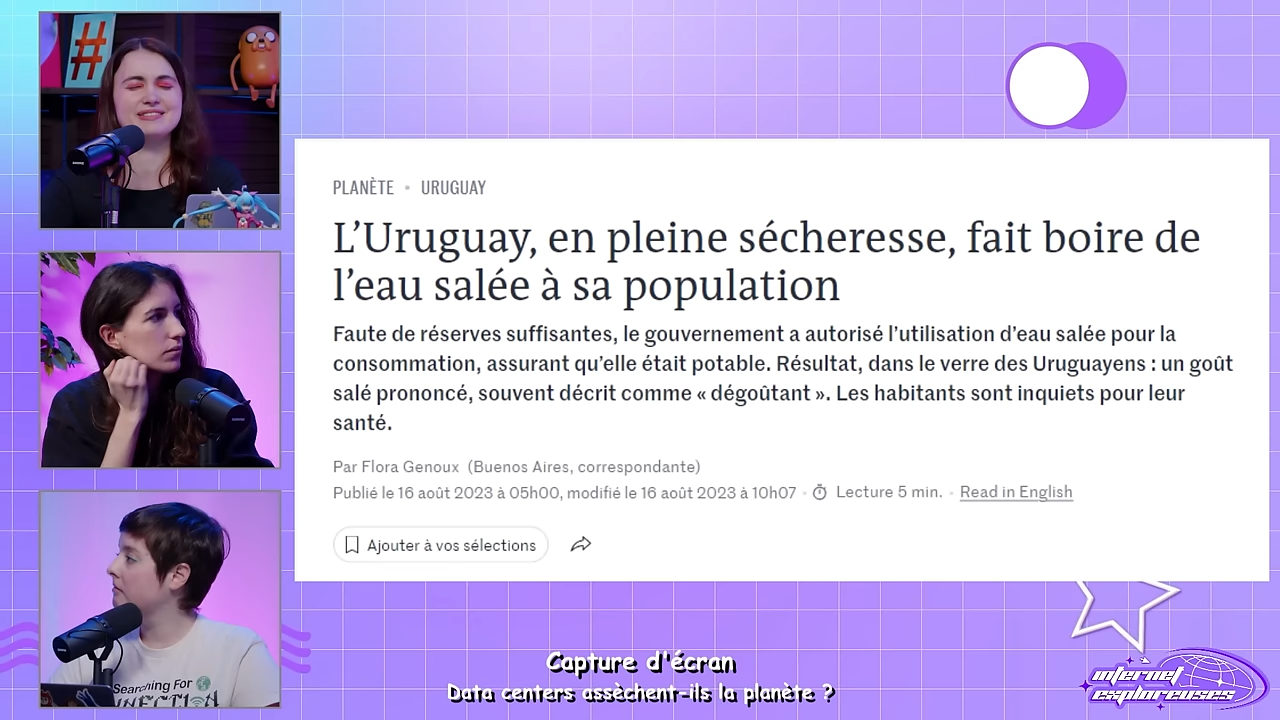 #
PLANÈTE • URUGUAY
L’Uruguay, en pleine sécheresse, fait boire de
l’eau salée à sa population
Faute de réserves suffisantes, le gouvernement a autorisé l’utilisation d’eau salée pour la
consommation, assurant qu’elle était potable. Résultat, dans le verre des Uruguayens : un goût
salé prononcé, souvent décrit comme « dégoûtant ». Les habitants sont inquiets pour leur
santé.
Par Flora Genoux (Buenos Aires, correspondante)
Publié le 16 août 2023 à 05h00, modifié le 16 août 2023 à 10h07 • Lecture 5 min. • Read in English
Ajouter à vos sélections
Searching For
Capture d'écran
Data centers assèchent-ils la planète ?
internet
exploreuses